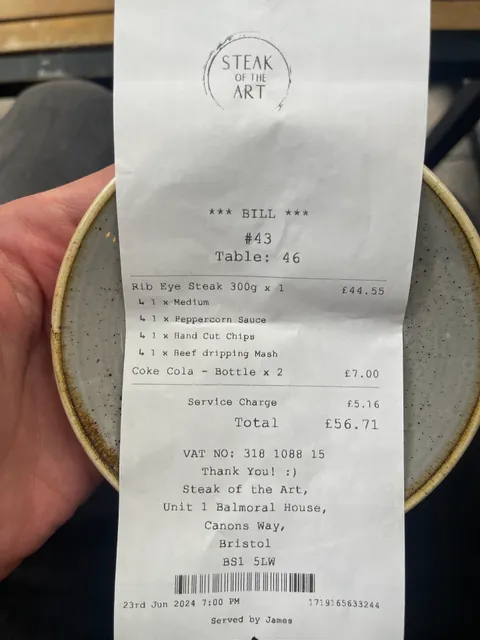 STEAK
OF THE
ART
*** BILL ***
#43
Table: 46
Rib Eye Steak 300g x 1 £44.55
↳ 1 x Medium
↳ 1 x Peppercorn Sauce
↳ 1 x Hand Cut Chips
↳ 1 x Beef dripping Mash
Coke Cola - Bottle x 2 £7.00
Service Charge £5.16
Total £56.71
VAT NO: 318 1088 15
Thank You! :)
Steak of the Art,
Unit 1 Balmoral House,
Canons Way,
Bristol
BS1 5LW
23rd Jun 2024 7:00 PM 1719165633244
Served by James